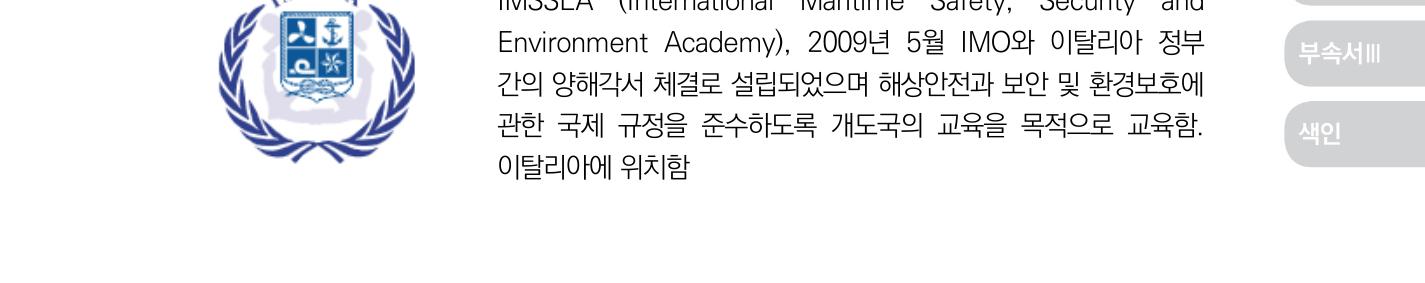 IMSSEA (International Maritime Safety, Security and
Environment Academy), 2009년 5월 IMO와 이탈리아 정부
간의 양해각서 체결로 설립되었으며 해상안전과 보안 및 환경보호에
관한 국제 규정을 준수하도록 개도국의 교육을 목적으로 교육함.
이탈리아에 위치함
부속서Ⅲ
색인